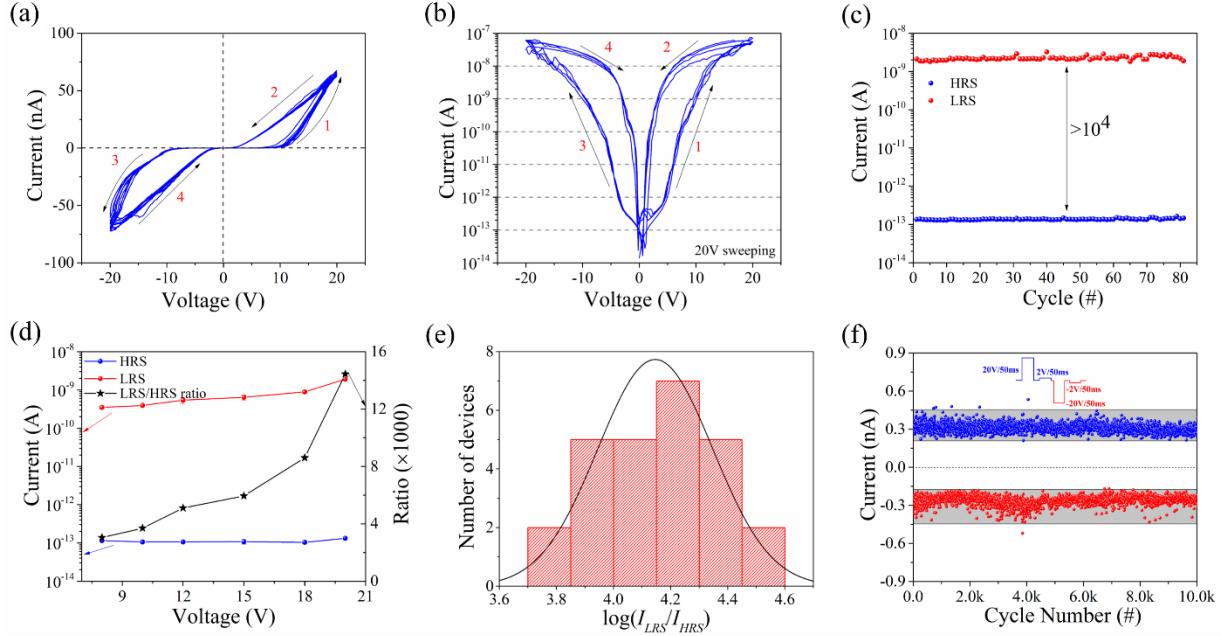 (a)
100
50
0
-50
-100
Current (nA)
-20
-10
0
10
20
Voltage (V)
1
2
3
4
(b)
10⁻⁷
10⁻⁸
10⁻⁹
10⁻¹⁰
10⁻¹¹
10⁻¹²
10⁻¹³
10⁻¹⁴
Current (A)
-20
-10
0
10
20
Voltage (V)
4
2
3
1
20V sweeping
(c)
10⁻⁸
10⁻⁹
10⁻¹⁰
10⁻¹¹
10⁻¹²
10⁻¹³
10⁻¹⁴
Current (A)
HRS
LRS
>10⁴
0
10
20
30
40
50
60
70
80
Cycle (#)
(d)
10⁻⁸
10⁻⁹
10⁻¹⁰
10⁻¹¹
10⁻¹²
10⁻¹³
10⁻¹⁴
Current (A)
HRS
LRS
LRS/HRS ratio
16
12
8
4
0
Ratio (×1000)
9
12
15
18
21
Voltage (V)
(e)
8
6
4
2
0
Number of devices
3.6
3.8
4.0
4.2
4.4
4.6
log(I_LRS/I_HRS)
(f)
0.9
0.6
0.3
0.0
-0.3
-0.6
-0.9
Current (nA)
20V/50ms
2V/50ms
-2V/50ms
-20V/50ms
0
2.0k
4.0k
6.0k
8.0k
10.0k
Cycle Number (#)